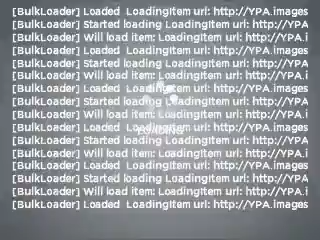 [BulkLoader] Loaded  LoadingItem url: http://YPA.images
[BulkLoader] Started loading LoadingItem url: http://YPA
[BulkLoader] Will load item: LoadingItem url: http://YPA.i
[BulkLoader] Loaded  LoadingItem url: http://YPA.images
[BulkLoader] Started loading LoadingItem url: http://YPA
[BulkLoader] Will load item: LoadingItem url: http://YPA.i
[BulkLoader] Loaded  LoadingItem url: http://YPA.images
[BulkLoader] Started loading LoadingItem url: http://YPA
[BulkLoader] Will load item: LoadingItem url: http://YPA.i
[BulkLoader] Loaded  LoadingItem url: http://YPA.images
LOADING
[BulkLoader] Started loading LoadingItem url: http://YPA
[BulkLoader] Will load item: LoadingItem url: http://YPA.i
[BulkLoader] Loaded  LoadingItem url: http://YPA.images
[BulkLoader] Started loading LoadingItem url: http://YPA
[BulkLoader] Will load item: LoadingItem url: http://YPA.i
[BulkLoader] Loaded  LoadingItem url: http://YPA.images